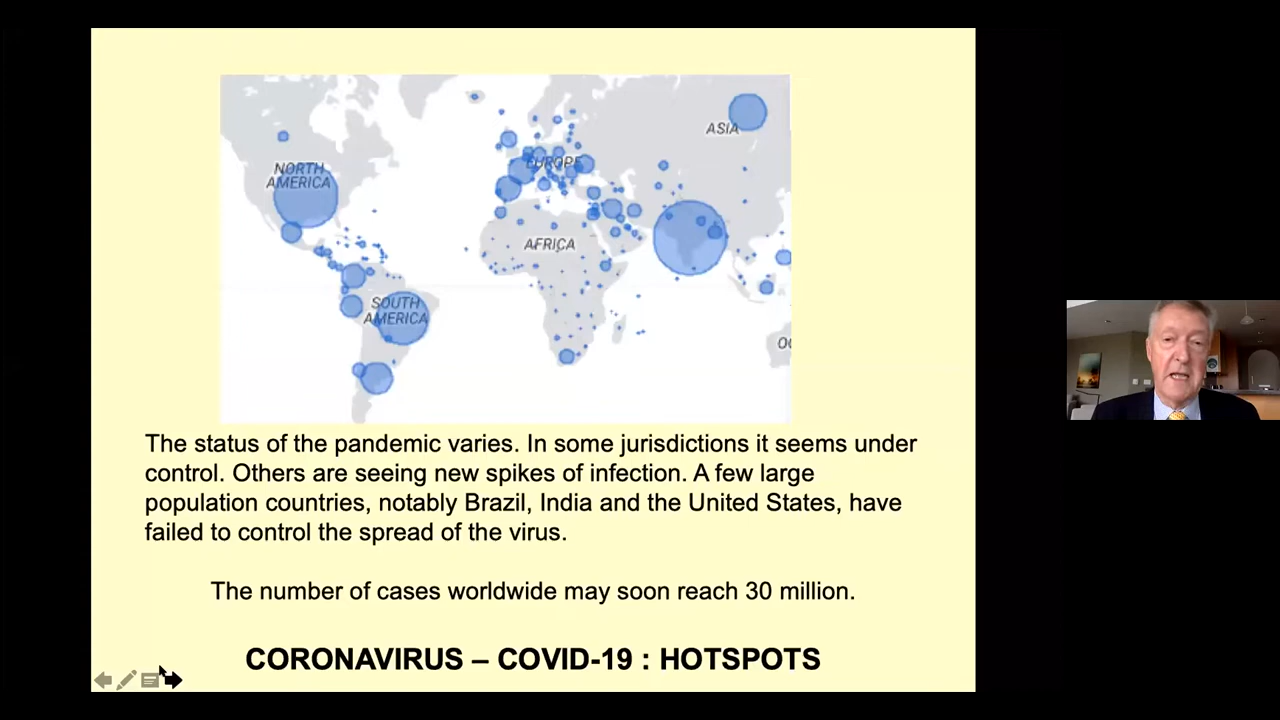 NORTH
AMERICA
EUROPE
ASIA
AFRICA
SOUTH
AMERICA
The status of the pandemic varies. In some jurisdictions it seems under
control. Others are seeing new spikes of infection. A few large
population countries, notably Brazil, India and the United States, have
failed to control the spread of the virus.
The number of cases worldwide may soon reach 30 million.
CORONAVIRUS – COVID-19 : HOTSPOTS